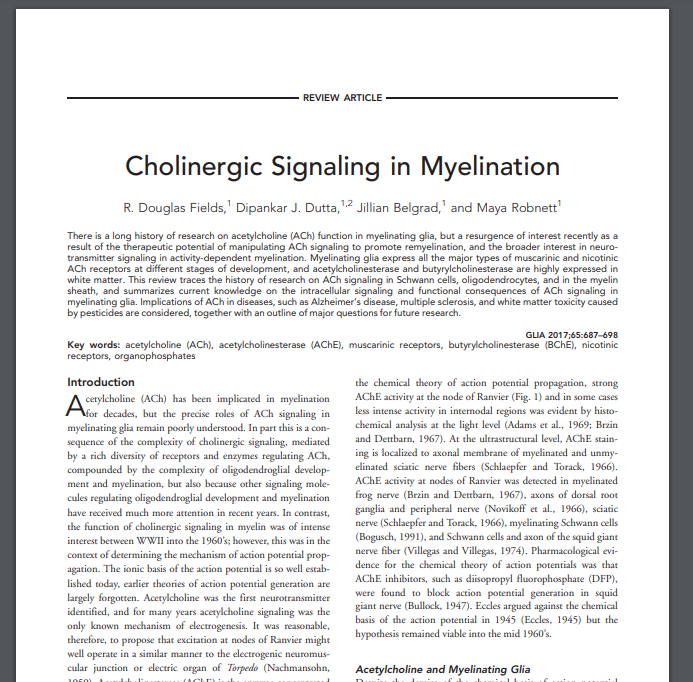 REVIEW ARTICLE
Cholinergic Signaling in Myelination
R. Douglas Fields,1 Dipankar J. Dutta,1,2 Jillian Belgrad,1 and Maya Robnett1
There is a long history of research on acetylcholine (ACh) function in myelinating glia, but a resurgence of interest recently as a
result of the therapeutic potential of manipulating ACh signaling to promote remyelination, and the broader interest in neuro-
transmitter signaling in activity-dependent myelination. Myelinating glia express all the major types of muscarinic and nicotinic
ACh receptors at different stages of development, and acetylcholinesterase and butyrylcholinesterase are highly expressed in
white matter. This review traces the history of research on ACh signaling in Schwann cells, oligodendrocytes, and in the myelin
sheath, and summarizes current knowledge on the intracellular signaling and functional consequences of ACh signaling in
myelinating glia. Implications of ACh in diseases, such as Alzheimer's disease, multiple sclerosis, and white matter toxicity caused
by pesticides are considered, together with an outline of major questions for future research.
GLIA 2017;65:687–698
Key words: acetylcholine (ACh), acetylcholinesterase (AChE), muscarinic receptors, butyrylcholinesterase (BChE), nicotinic
receptors, organophosphates
Introduction
Acetylcholine (ACh) has been implicated in myelination
for decades, but the precise roles of ACh signaling in
myelinating glia remain poorly understood. In part this is a con-
sequence of the complexity of cholinergic signaling, mediated
by a rich diversity of receptors and enzymes regulating ACh,
compounded by the complexity of oligodendroglial develop-
ment and myelination, but also because other signaling mole-
cules regulating oligodendroglial development and myelination
have received much more attention in recent years. In contrast,
the function of cholinergic signaling in myelin was of intense
interest between WWII into the 1960's; however, this was in the
context of determining the mechanism of action potential prop-
agation. The ionic basis of the action potential is so well estab-
lished today, earlier theories of action potential generation are
largely forgotten. Acetylcholine was the first neurotransmitter
identified, and for many years acetylcholine signaling was the
only known mechanism of electrogenesis. It was reasonable,
therefore, to propose that excitation at nodes of Ranvier might
well operate in a similar manner to the electrogenic neuromus-
cular junction or electric organ of Torpedo (Nachmansohn,
the chemical theory of action potential propagation, strong
AChE activity at the node of Ranvier (Fig. 1) and in some cases
less intense activity in internodal regions was evident by histo-
chemical analysis at the light level (Adams et al., 1969; Brzin
and Dettbarn, 1967). At the ultrastructural level, AChE stain-
ing is localized to axonal membrane of myelinated and unmy-
elinated sciatic nerve fibers (Schlaepfer and Torack, 1966).
AChE activity at nodes of Ranvier was detected in myelinated
frog nerve (Brzin and Dettbarn, 1967), axons of dorsal root
ganglia and peripheral nerve (Novikoff et al., 1966), sciatic
nerve (Schlaepfer and Torack, 1966), myelinating Schwann cells
(Bogusch, 1991), and Schwann cells and axon of the squid giant
nerve fiber (Villegas and Villegas, 1974). Pharmacological evi-
dence for the chemical theory of action potentials was that
AChE inhibitors, such as diisopropyl fluorophosphate (DFP),
were found to block action potential generation in squid
giant nerve (Bullock, 1947). Eccles argued against the chemical
basis of the action potential in 1945 (Eccles, 1945) but the
hypothesis remained viable into the mid 1960's.
Acetylcholine and Myelinating Glia